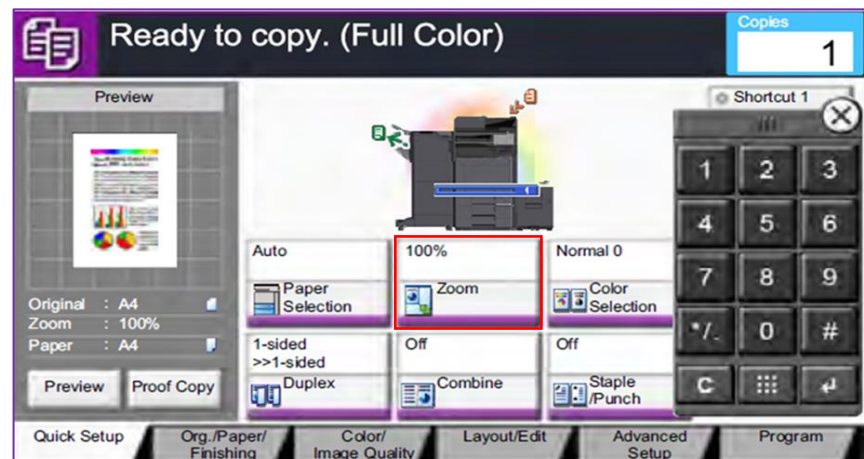 Ready to copy. (Full Color)
Copies
1
Preview
Shortcut 1
Original : A4
Zoom : 100%
Paper : A4
Preview
Proof Copy
Auto
Paper
Selection
100%
Zoom
Normal 0
Color
Selection
1-sided
>>1-sided
Duplex
Off
Combine
Off
Staple
/Punch
1 2 3
4 5 6
7 8 9
*/. 0 #
C
Quick Setup
Org./Paper/
Finishing
Color/
Image Quality
Layout/Edit
Advanced
Setup
Program